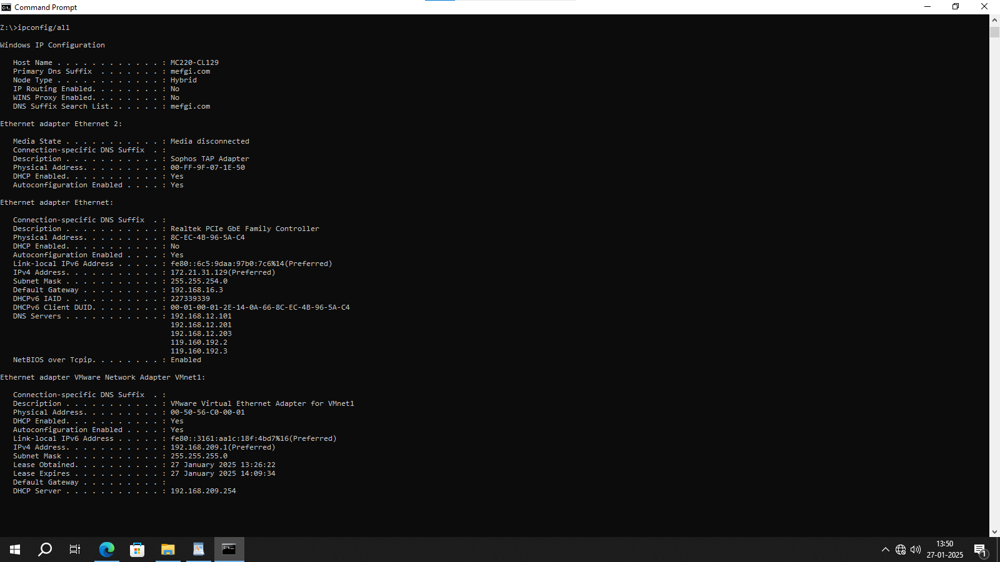 Command Prompt
Z:\>ipconfig/all
Windows IP Configuration
Host Name . . . . . . . . . . . . : MC220-CL129
Primary Dns Suffix  . . . . . . . : mefgi.com
Node Type . . . . . . . . . . . . : Hybrid
IP Routing Enabled. . . . . . . . : No
WINS Proxy Enabled. . . . . . . . : No
DNS Suffix Search List. . . . . . : mefgi.com
Ethernet adapter Ethernet 2:
Media State . . . . . . . . . . . : Media disconnected
Connection-specific DNS Suffix  . :
Description . . . . . . . . . . . : Sophos TAP Adapter
Physical Address. . . . . . . . . : 00-FF-9F-07-1E-50
DHCP Enabled. . . . . . . . . . . : Yes
Autoconfiguration Enabled . . . . : Yes
Ethernet adapter Ethernet:
Connection-specific DNS Suffix  . :
Description . . . . . . . . . . . : Realtek PCIe GbE Family Controller
Physical Address. . . . . . . . . : 8C-EC-4B-96-5A-C4
DHCP Enabled. . . . . . . . . . . : No
Autoconfiguration Enabled . . . . : Yes
Link-local IPv6 Address . . . . . : fe80::6c5:9daa:97b0:7c6%14(Preferred)
IPv4 Address. . . . . . . . . . . : 172.21.31.129(Preferred)
Subnet Mask . . . . . . . . . . . : 255.255.254.0
Default Gateway . . . . . . . . . : 192.168.16.3
DHCPv6 IAID . . . . . . . . . . . : 227339339
DHCPv6 Client DUID. . . . . . . . : 00-01-00-01-2E-14-0A-66-8C-EC-4B-96-5A-C4
DNS Servers . . . . . . . . . . . : 192.168.12.101
192.168.12.201
192.168.12.203
119.160.192.2
119.160.192.3
NetBIOS over Tcpip. . . . . . . . : Enabled
Ethernet adapter VMware Network Adapter VMnet1:
Connection-specific DNS Suffix  . :
Description . . . . . . . . . . . : VMware Virtual Ethernet Adapter for VMnet1
Physical Address. . . . . . . . . : 00-50-56-C0-00-01
DHCP Enabled. . . . . . . . . . . : Yes
Autoconfiguration Enabled . . . . : Yes
Link-local IPv6 Address . . . . . : fe80::3161:aa1c:18f:4bd7%16(Preferred)
IPv4 Address. . . . . . . . . . . : 192.168.209.1(Preferred)
Subnet Mask . . . . . . . . . . . : 255.255.255.0
Lease Obtained. . . . . . . . . . : 27 January 2025 13:26:22
Lease Expires . . . . . . . . . . : 27 January 2025 14:09:34
Default Gateway . . . . . . . . . :
DHCP Server . . . . . . . . . . . : 192.168.209.254
13:50
27-01-2025
1